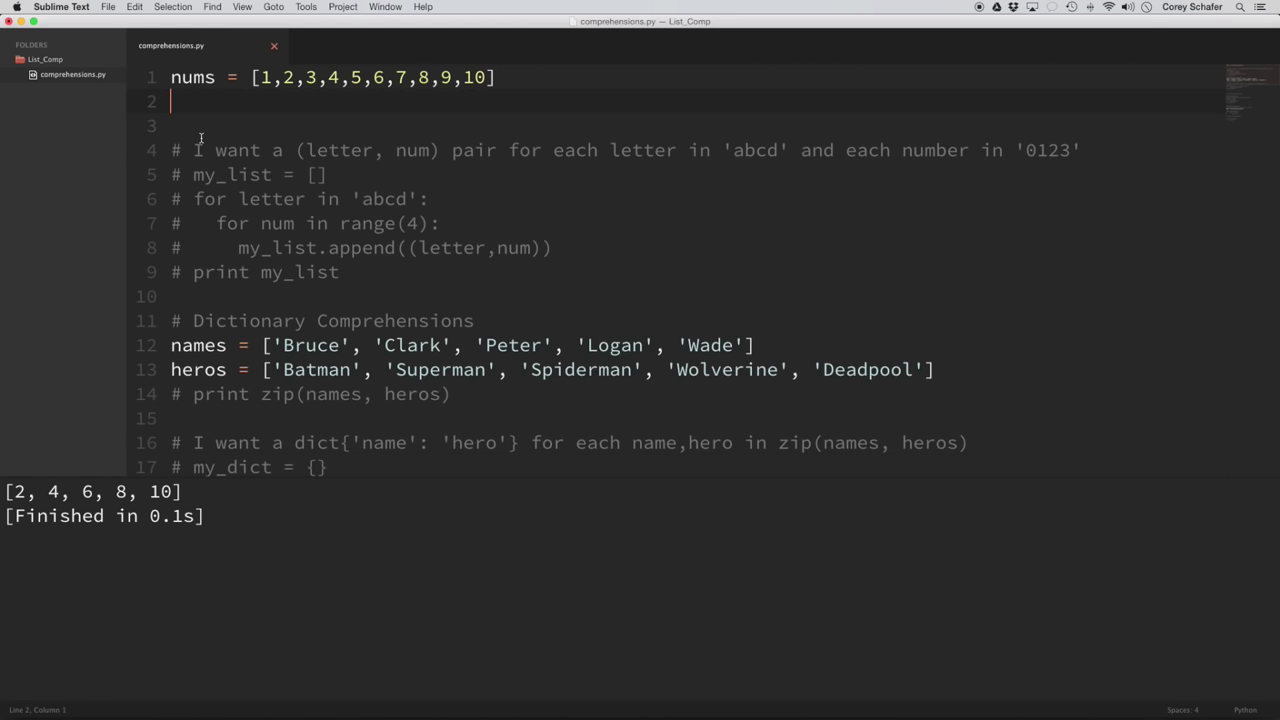 Sublime Text File Edit Selection Find View Goto Tools Project Window Help Corey Schafer
comprehensions.py — List_Comp
FOLDERS
List_Comp
comprehensions.py
comprehensions.py
1 nums = [1,2,3,4,5,6,7,8,9,10]
2
3
4 # I want a (letter, num) pair for each letter in 'abcd' and each number in '0123'
5 # my_list = []
6 # for letter in 'abcd':
7 #   for num in range(4):
8 #     my_list.append((letter,num))
9 # print my_list
10
11 # Dictionary Comprehensions
12 names = ['Bruce', 'Clark', 'Peter', 'Logan', 'Wade']
13 heros = ['Batman', 'Superman', 'Spiderman', 'Wolverine', 'Deadpool']
14 # print zip(names, heros)
15
16 # I want a dict{'name': 'hero'} for each name,hero in zip(names, heros)
17 # my_dict = {}
[2, 4, 6, 8, 10]
[Finished in 0.1s]
Line 2, Column 1 Spaces: 4 Python